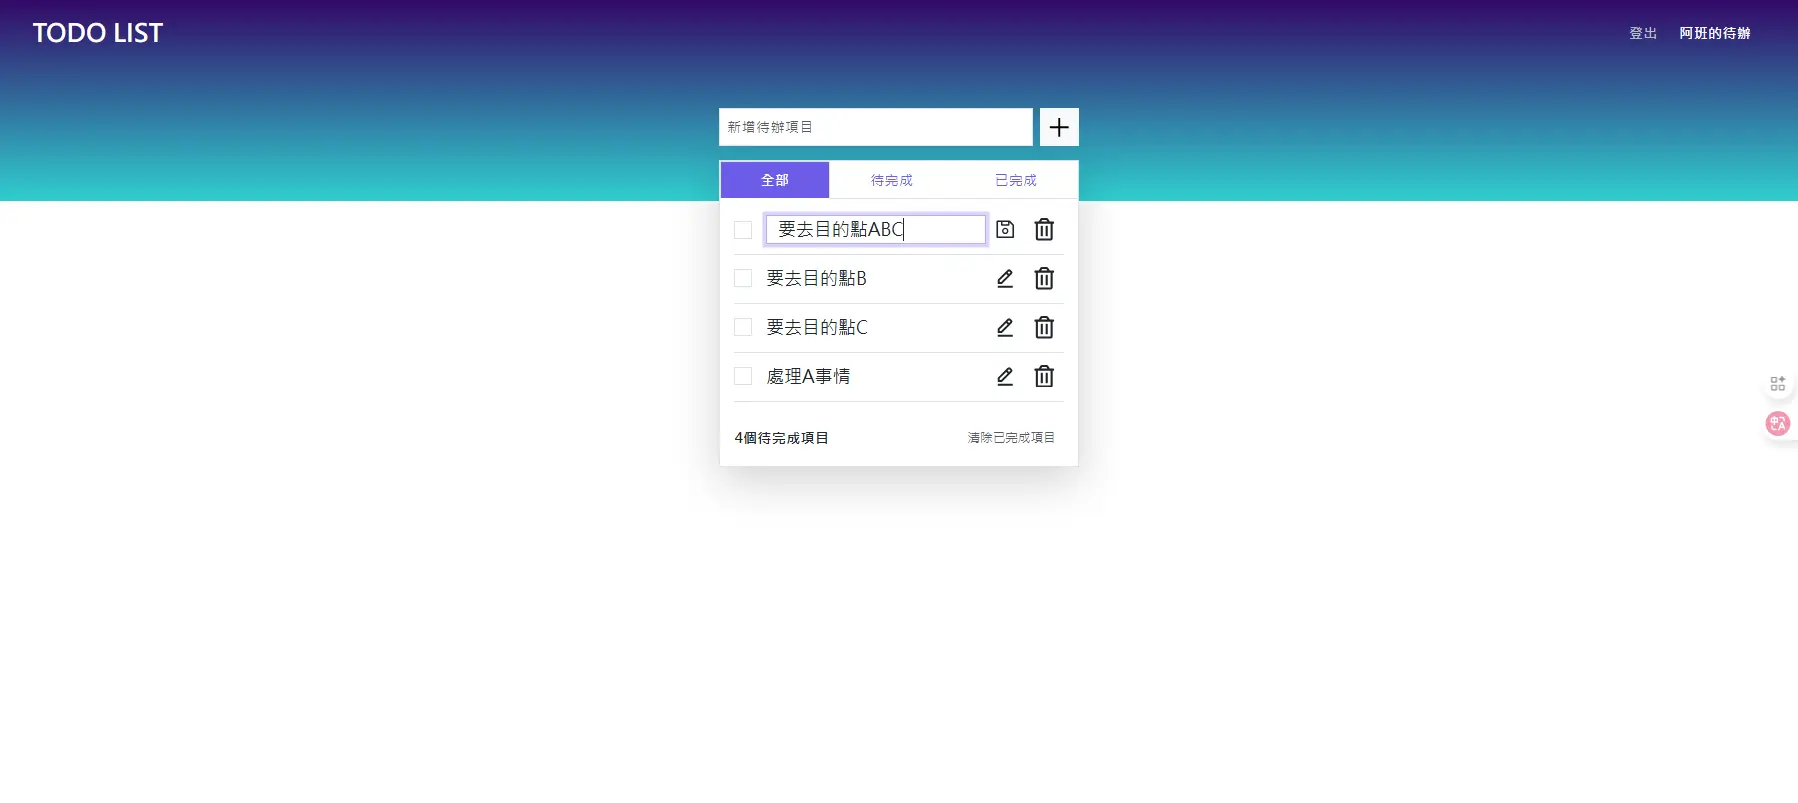 TODO LIST
登出 阿班的待辦
新增待辦項目
全部 待完成 已完成
要去目的點ABC
要去目的點B
要去目的點C
處理A事情
4個待完成項目 清除已完成項目